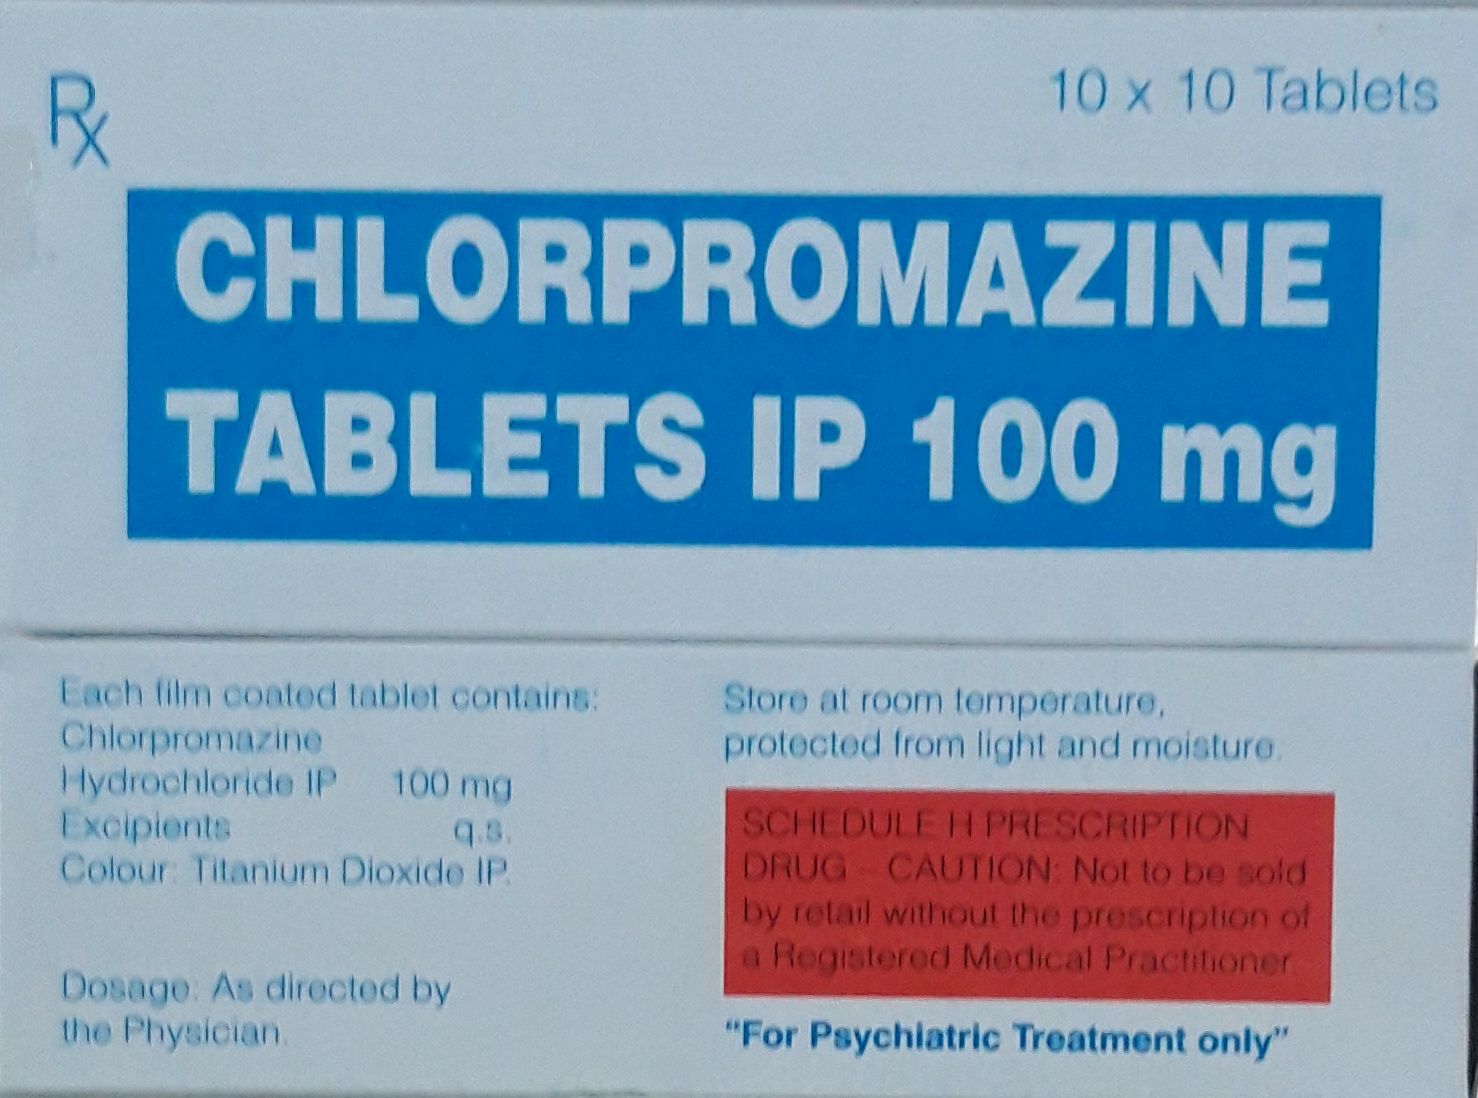 Rx
10 x 10 Tablets
CHLORPROMAZINE
TABLETS IP 100 mg
Each film coated tablet contains:
Chlorpromazine
Hydrochloride IP 100 mg
Excipients q.s.
Colour: Titanium Dioxide IP.
Dosage: As directed by
the Physician.
Store at room temperature,
protected from light and moisture.
SCHEDULE H PRESCRIPTION
DRUG - CAUTION: Not to be sold
by retail without the prescription of
a Registered Medical Practitioner
"For Psychiatric Treatment only"